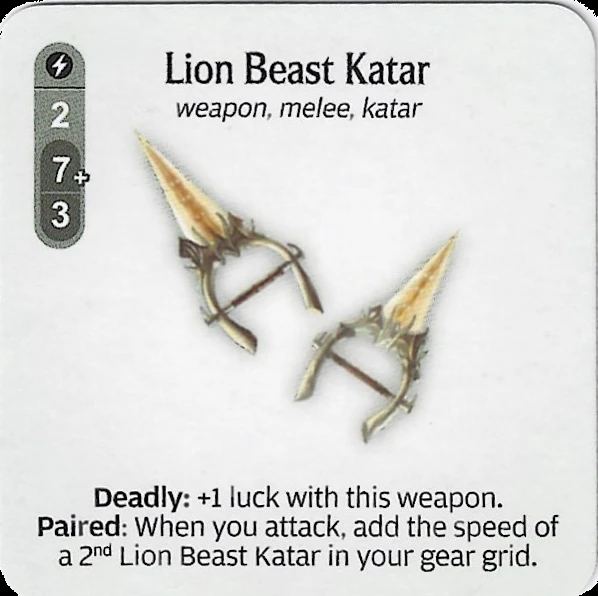 Lion Beast Katar
weapon, melee, katar
2
7+
3
Deadly: +1 luck with this weapon.
Paired: When you attack, add the speed of
a 2nd Lion Beast Katar in your gear grid.